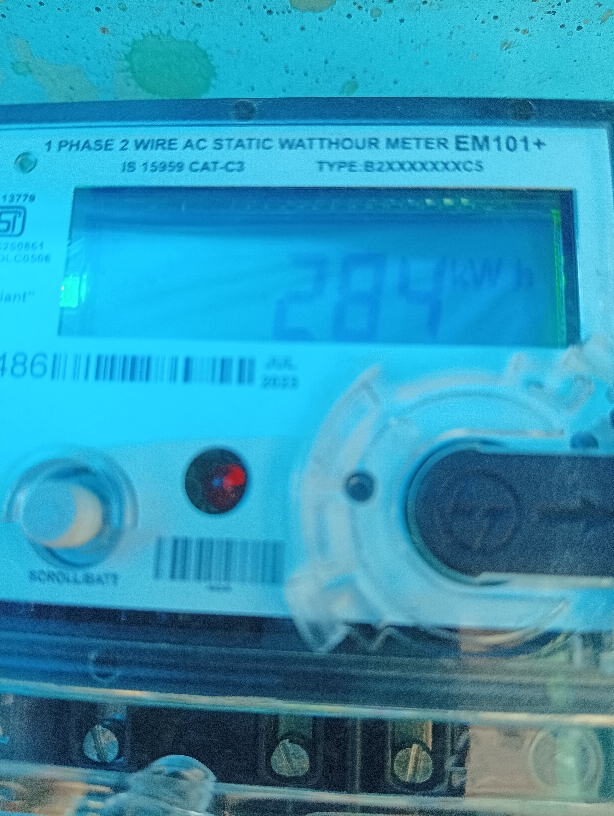 1 PHASE 2 WIRE AC STATIC WATTHOUR METER EM101+
IS 15959 CAT-C3 TYPE:B2XXXXXXXC5
13779
284 kWh
486
JUL
2023
SCROLL/BATT